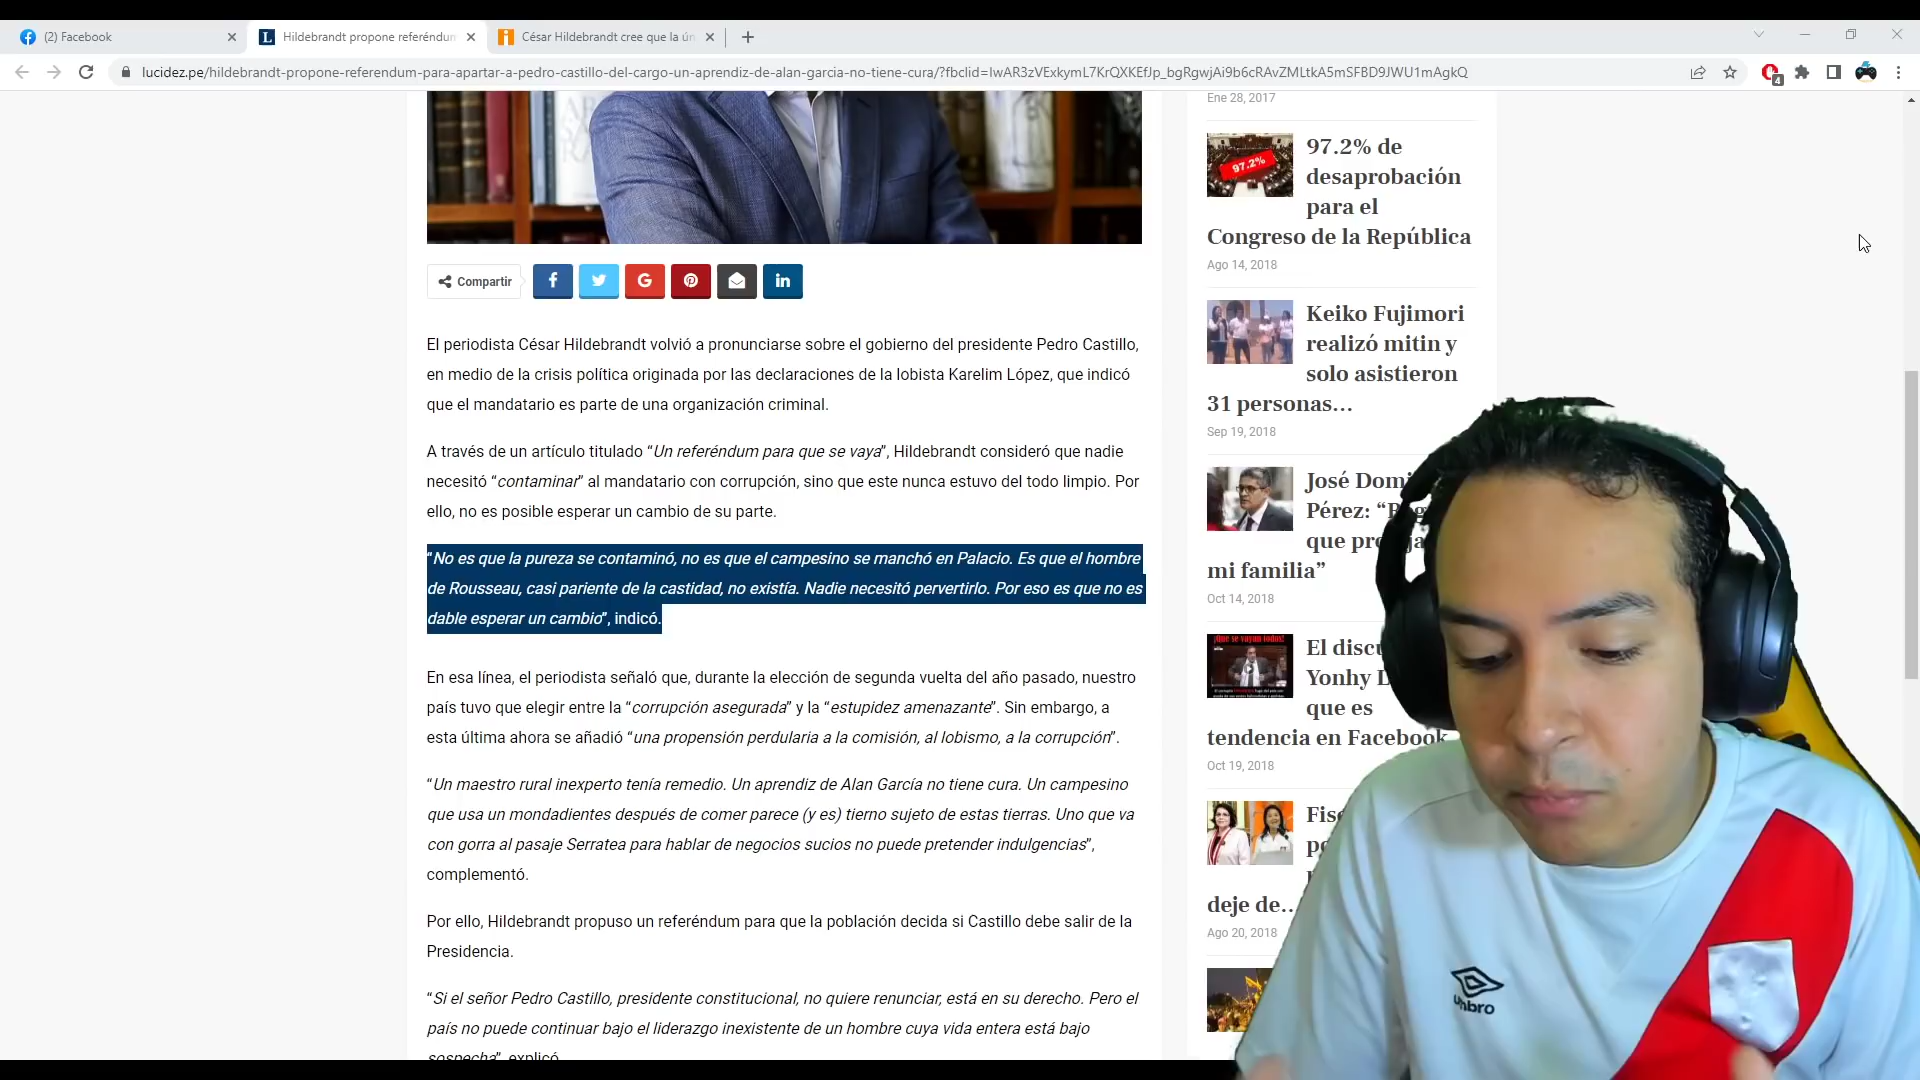 (2) Facebook
Hildebrandt propone referéndum
César Hildebrandt cree que la ún
lucidez.pe/hildebrandt-propone-referendum-para-apartar-a-pedro-castillo-del-cargo-un-aprendiz-de-alan-garcia-no-tiene-cura/?fbclid=IwAR3zVExkymL7KrQXKEfJp_bgRgwjAi9b6cRAvZMLtkA5mSFBD9JWU1mAgkQ
4
Compartir
El periodista César Hildebrandt volvió a pronunciarse sobre el gobierno del presidente Pedro Castillo,
en medio de la crisis política originada por las declaraciones de la lobista Karelim López, que indicó
que el mandatario es parte de una organización criminal.
A través de un artículo titulado “Un referéndum para que se vaya”, Hildebrandt consideró que nadie
necesitó “contaminar” al mandatario con corrupción, sino que este nunca estuvo del todo limpio. Por
ello, no es posible esperar un cambio de su parte.
“No es que la pureza se contaminó, no es que el campesino se manchó en Palacio. Es que el hombre
de Rousseau, casi pariente de la castidad, no existía. Nadie necesitó pervertirlo. Por eso es que no es
dable esperar un cambio”, indicó.
En esa línea, el periodista señaló que, durante la elección de segunda vuelta del año pasado, nuestro
país tuvo que elegir entre la “corrupción asegurada” y la “estupidez amenazante”. Sin embargo, a
esta última ahora se añadió “una propensión perdularia a la comisión, al lobismo, a la corrupción”.
“Un maestro rural inexperto tenía remedio. Un aprendiz de Alan García no tiene cura. Un campesino
que usa un mondadientes después de comer parece (y es) tierno sujeto de estas tierras. Uno que va
con gorra al pasaje Serratea para hablar de negocios sucios no puede pretender indulgencias”,
complementó.
Por ello, Hildebrandt propuso un referéndum para que la población decida si Castillo debe salir de la
Presidencia.
“Si el señor Pedro Castillo, presidente constitucional, no quiere renunciar, está en su derecho. Pero el
país no puede continuar bajo el liderazgo inexistente de un hombre cuya vida entera está bajo
sospecha”, explicó
Ene 28, 2017
97.2%
97.2% de
desaprobación
para el
Congreso de la República
Ago 14, 2018
Keiko Fujimori
realizó mitin y
solo asistieron
31 personas...
Sep 19, 2018
José Dom
Pérez:
que
mi familia”
Oct 14, 2018
¡Que se vayan todos!
El discu
Yonhy L
que es
tendencia en Facebook
Oct 19, 2018
Fisc
po
deje de...
Ago 20, 2018
umbro